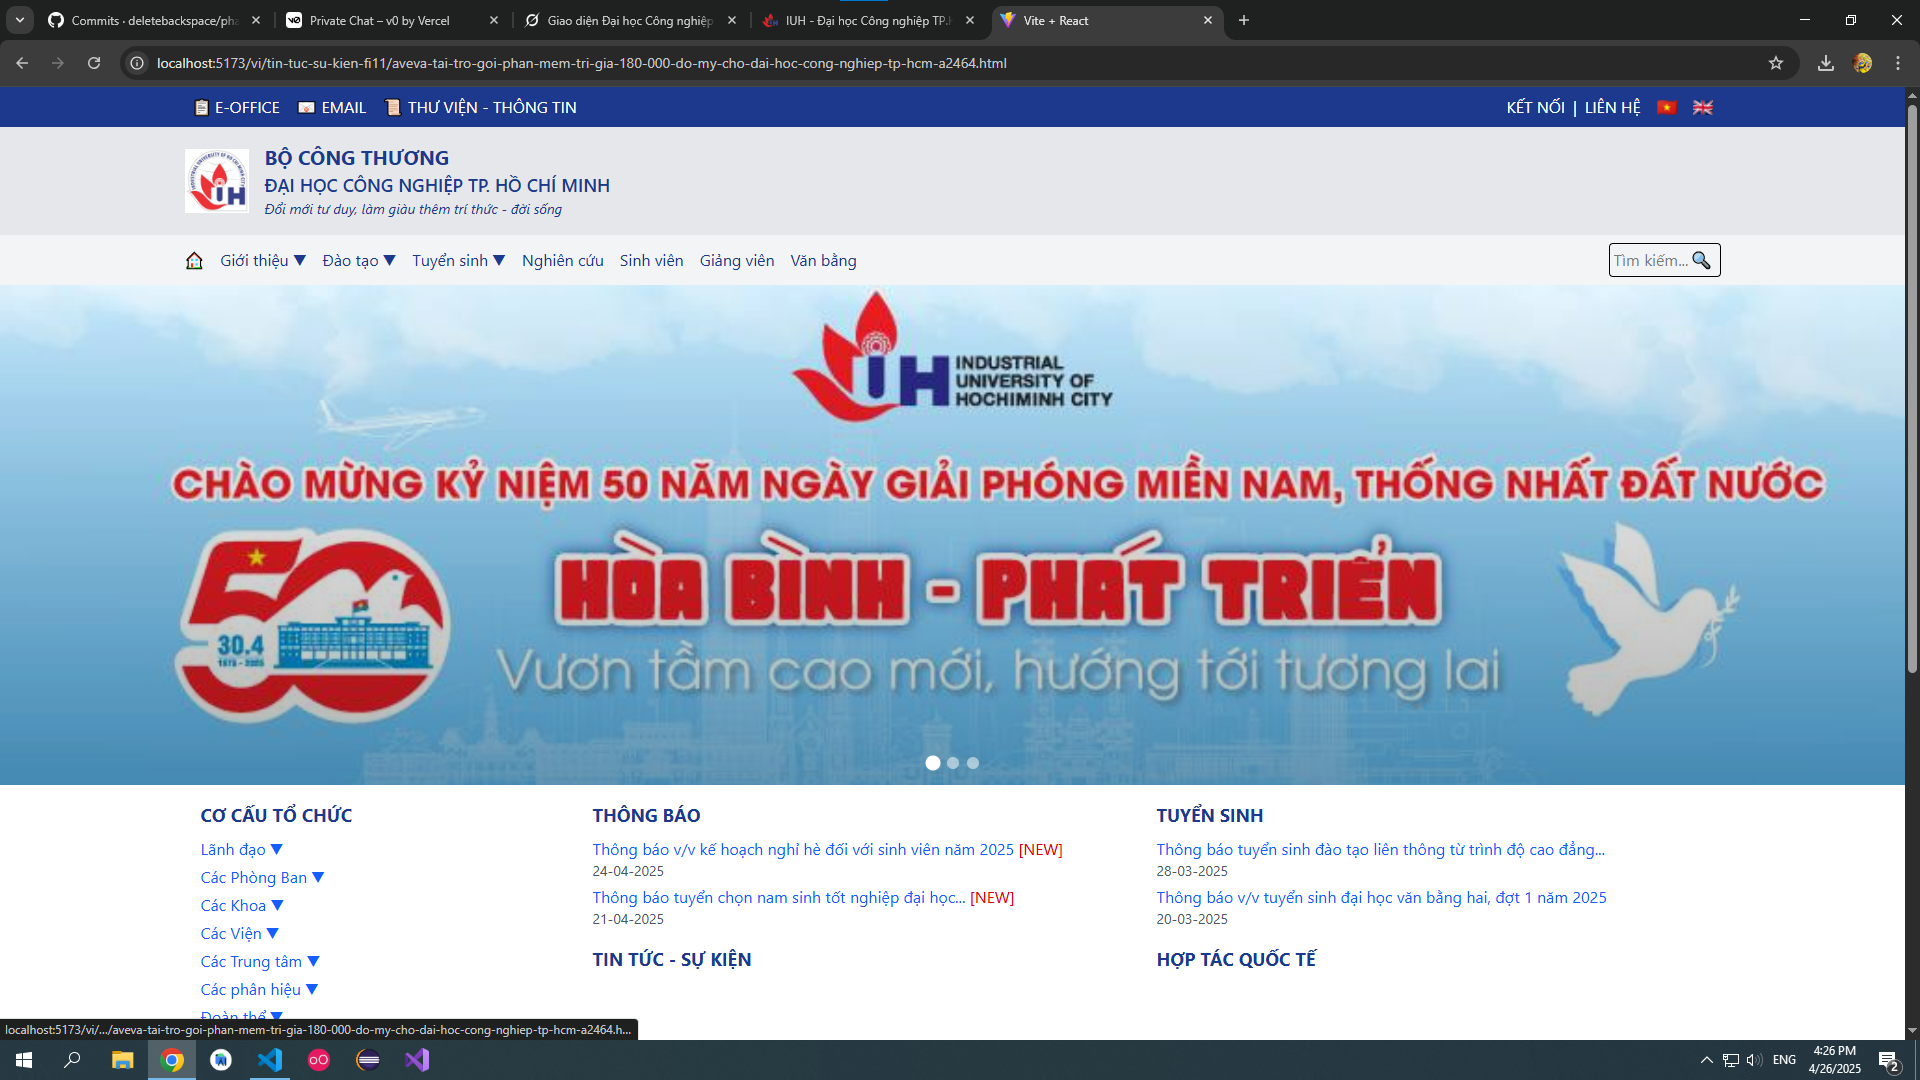 Commits · deletebackspace/pha
Private Chat – v0 by Vercel
Giao diện Đại học Công nghiệp
IUH - Đại học Công nghiệp TP.H
Vite + React
localhost:5173/vi/tin-tuc-su-kien-fi11/aveva-tai-tro-goi-phan-mem-tri-gia-180-000-do-my-cho-dai-hoc-cong-nghiep-tp-hcm-a2464.html
E-OFFICE EMAIL THƯ VIỆN - THÔNG TIN
KẾT NỐI | LIÊN HỆ
BỘ CÔNG THƯƠNG
ĐẠI HỌC CÔNG NGHIỆP TP. HỒ CHÍ MINH
Đổi mới tư duy, làm giàu thêm trí thức - đời sống
Giới thiệu ▼ Đào tạo ▼ Tuyển sinh ▼ Nghiên cứu Sinh viên Giảng viên Văn bằng
Tìm kiếm...
IUH
INDUSTRIAL
UNIVERSITY OF
HOCHIMINH CITY
CHÀO MỪNG KỶ NIỆM 50 NĂM NGÀY GIẢI PHÓNG MIỀN NAM, THỐNG NHẤT ĐẤT NƯỚC
50
30.4
1975 - 2025
HÒA BÌNH - PHÁT TRIỂN
Vươn tầm cao mới, hướng tới tương lai
CƠ CẤU TỔ CHỨC
Lãnh đạo ▼
Các Phòng Ban ▼
Các Khoa ▼
Các Viện ▼
Các Trung tâm ▼
Các phân hiệu ▼
Đoàn thể ▼
THÔNG BÁO
Thông báo v/v kế hoạch nghỉ hè đối với sinh viên năm 2025 [NEW]
24-04-2025
Thông báo tuyển chọn nam sinh tốt nghiệp đại học... [NEW]
21-04-2025
TIN TỨC - SỰ KIỆN
TUYỂN SINH
Thông báo tuyển sinh đào tạo liên thông từ trình độ cao đẳng...
28-03-2025
Thông báo v/v tuyển sinh đại học văn bằng hai, đợt 1 năm 2025
20-03-2025
HỢP TÁC QUỐC TẾ
localhost:5173/vi/.../aveva-tai-tro-goi-phan-mem-tri-gia-180-000-do-my-cho-dai-hoc-cong-nghiep-tp-hcm-a2464.h...
ENG
4:26 PM
4/26/2025
2